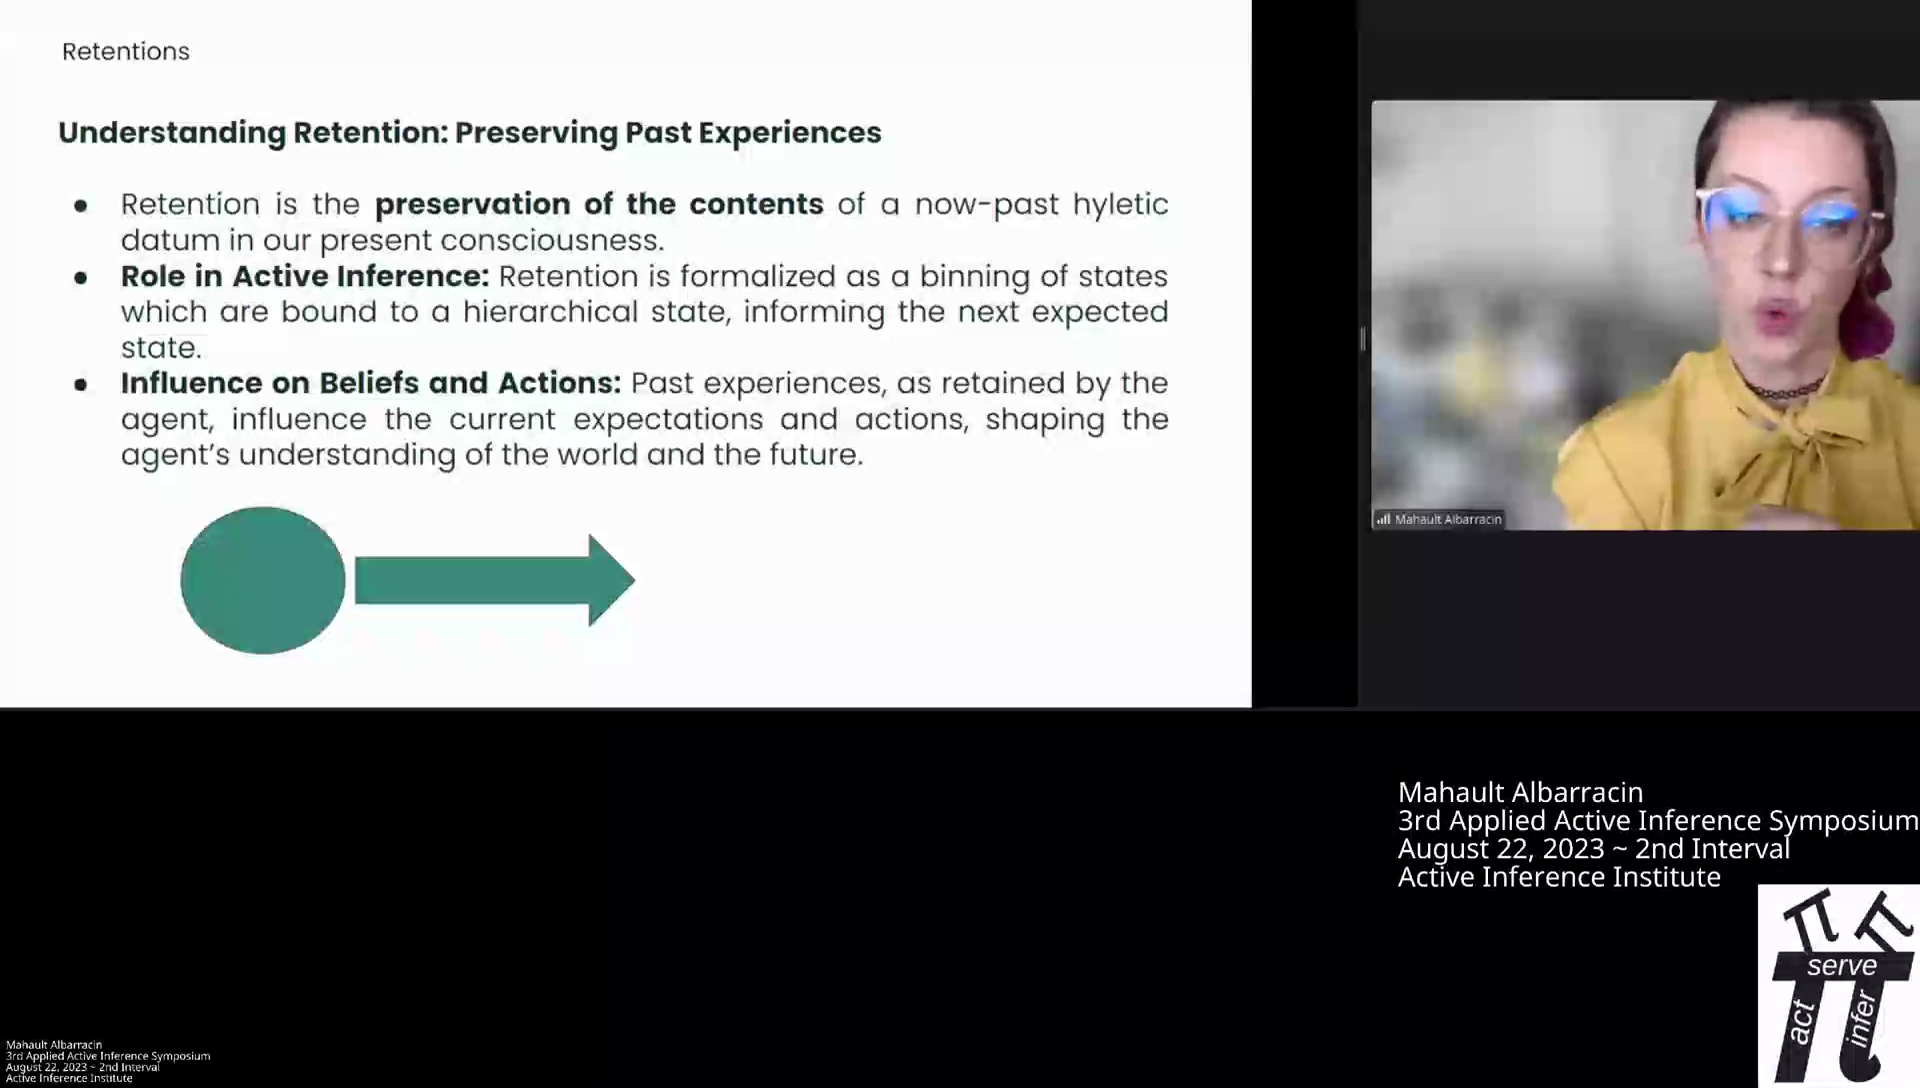 Retentions
Understanding Retention: Preserving Past Experiences
● Retention is the preservation of the contents of a now-past hyletic
datum in our present consciousness.
● Role in Active Inference: Retention is formalized as a binning of states
which are bound to a hierarchical state, informing the next expected
state.
● Influence on Beliefs and Actions: Past experiences, as retained by the
agent, influence the current expectations and actions, shaping the
agent's understanding of the world and the future.
Mahault Albarracin
Mahault Albarracin
3rd Applied Active Inference Symposium
August 22, 2023 ~ 2nd Interval
Active Inference Institute
serve
act
infer
Mahault Albarracin
3rd Applied Active Inference Symposium
August 22, 2023 ~ 2nd Interval
Active Inference Institute